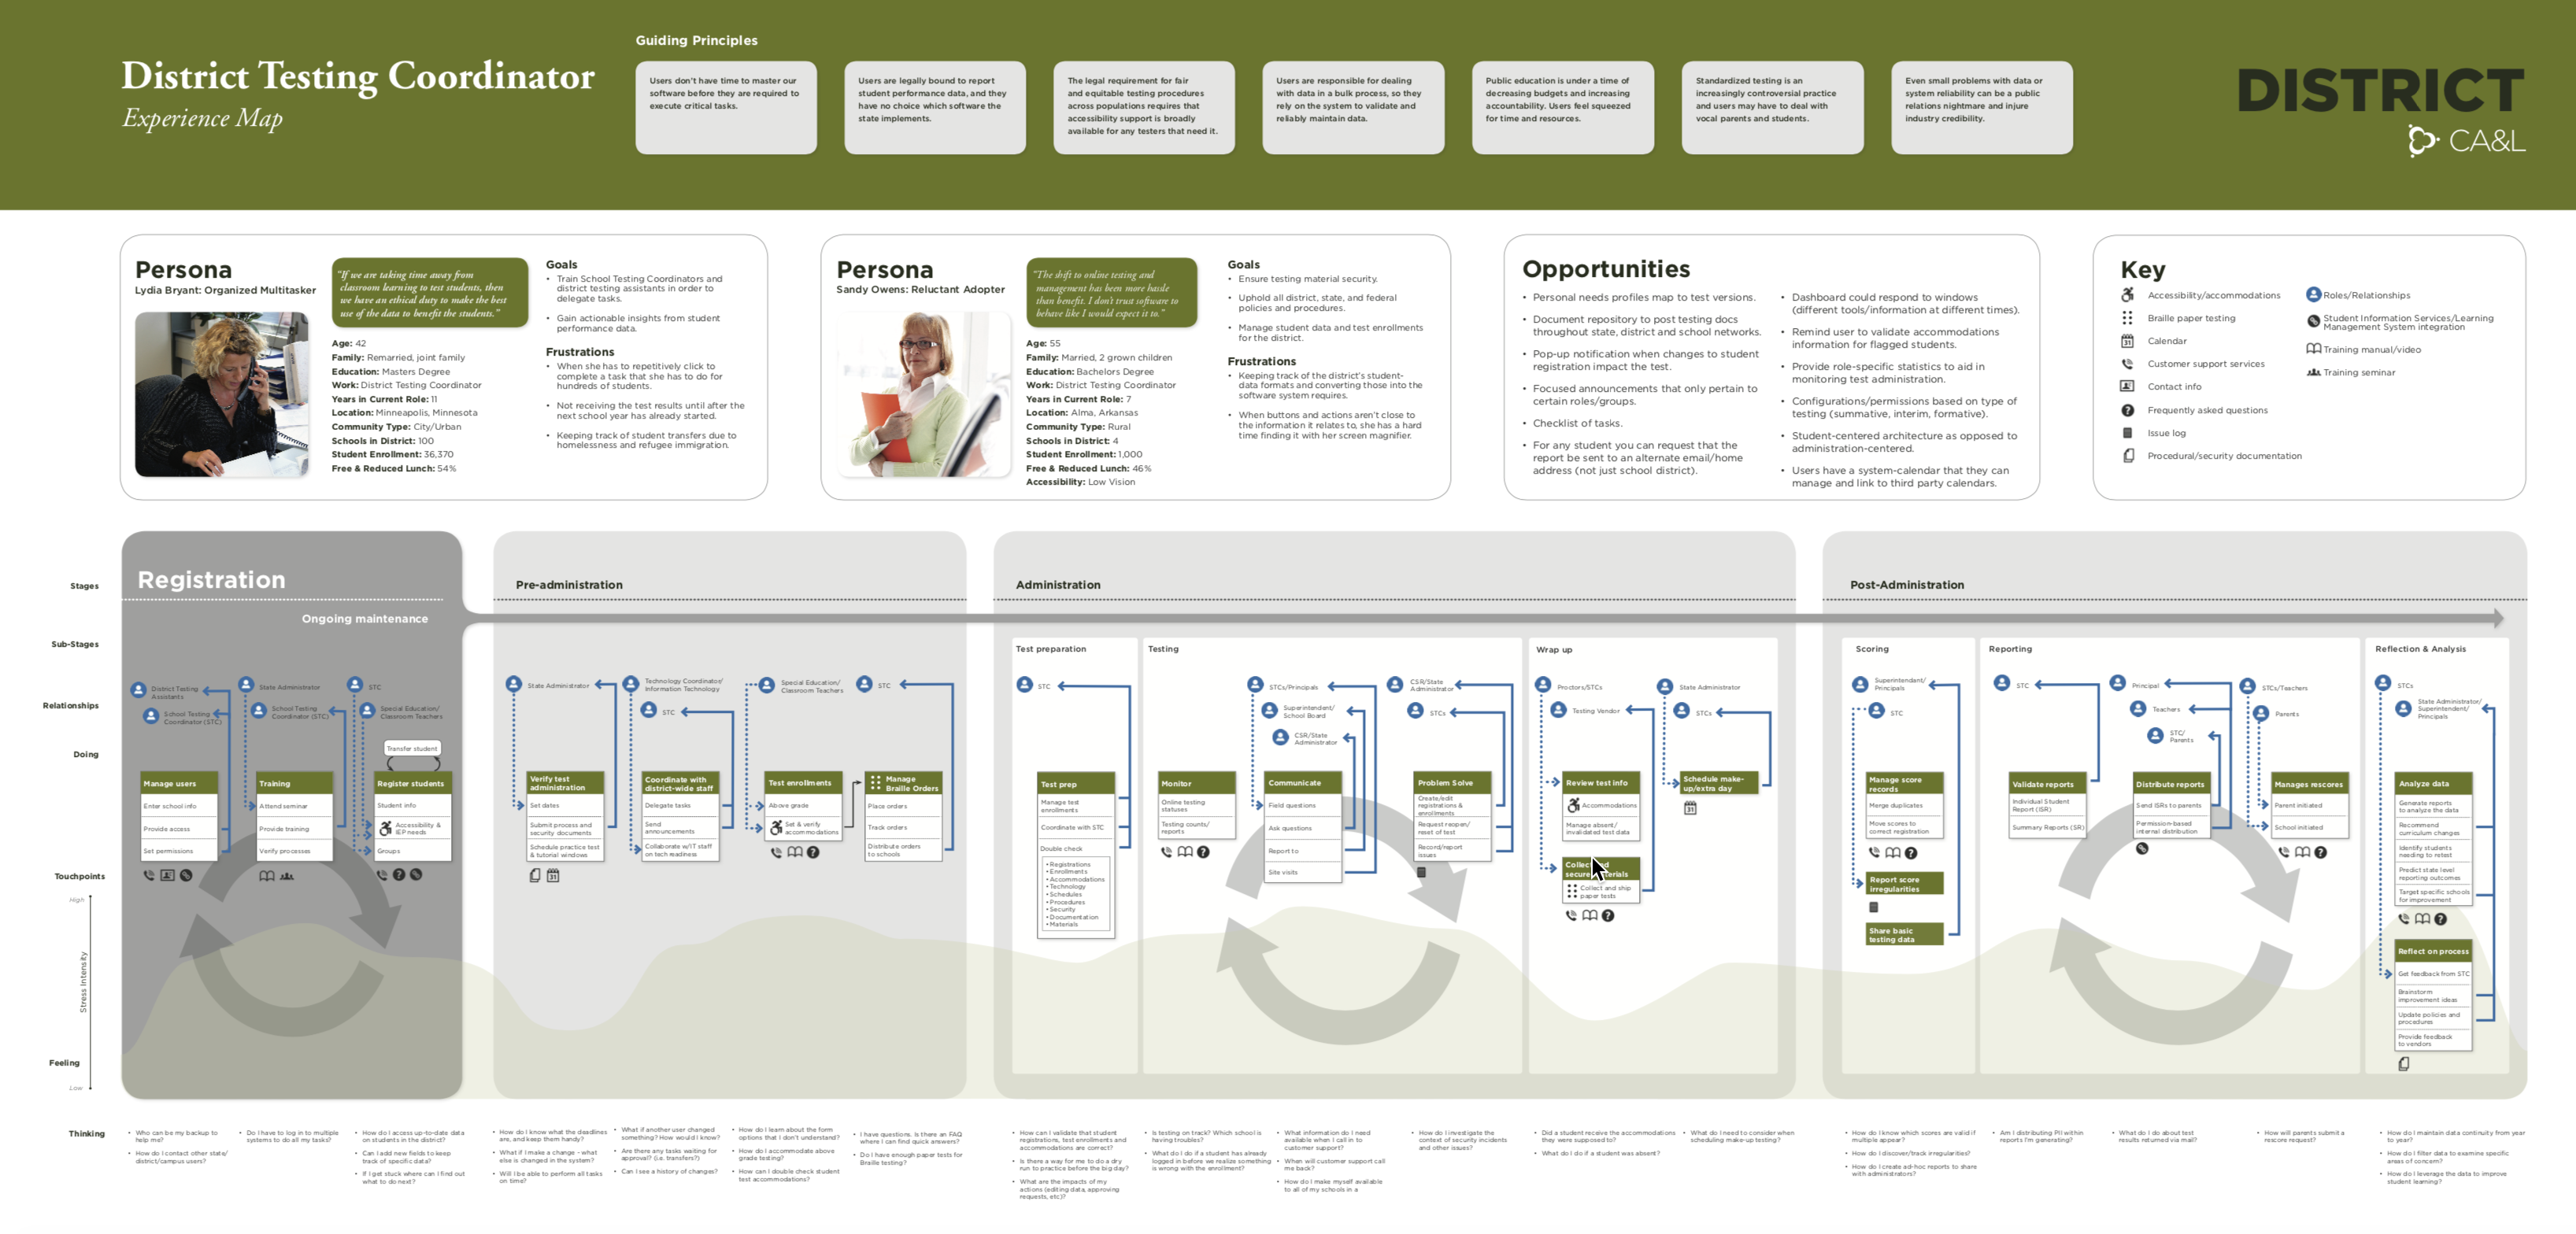 District Testing Coordinator
Experience Map
Guiding Principles
Users don't have time to master our
software before they are required to
execute critical tasks.
Users are legally bound to report
student performance data, and they
have no choice which software the
state implements.
The legal requirement for fair
and equitable testing procedures
across populations requires that
accessibility support is broadly
available for any testers that need it.
Users are responsible for dealing
with data in a bulk process, so they
rely on the system to validate and
reliably maintain data.
Public education is under a time of
decreasing budgets and increasing
accountability. Users feel squeezed
for time and resources.
Standardized testing is an
increasingly controversial practice
and users may have to deal with
vocal parents and students.
Even small problems with data or
system reliability can be a public
relations nightmare and injure
industry credibility.
DISTRICT
CA&L
Persona
Lydia Bryant: Organized Multitasker
"If we are taking time away from
classroom learning to test students, then
we have an ethical duty to make the best
use of the data to benefit the students."
Age: 42
Family: Remarried, joint family
Education: Masters Degree
Work: District Testing Coordinator
Years in Current Role: 11
Location: Minneapolis, Minnesota
Community Type: City/Urban
Schools in District: 100
Student Enrollment: 36,370
Free & Reduced Lunch: 54%
Goals
• Train School Testing Coordinators and
district testing assistants in order to
delegate tasks.
• Gain actionable insights from student
performance data.
Frustrations
• When she has to repetitively click to
complete a task that she has to do for
hundreds of students.
• Not receiving the test results until after the
next school year has already started.
• Keeping track of student transfers due to
homelessness and refugee immigration.
Persona
Sandy Owens: Reluctant Adopter
"The shift to online testing and
management has been more hassle
than benefit. I don't trust software to
behave like I would expect it to."
Age: 55
Family: Married, 2 grown children
Education: Bachelors Degree
Work: District Testing Coordinator
Years in Current Role: 7
Location: Alma, Arkansas
Community Type: Rural
Schools in District: 4
Student Enrollment: 1,000
Free & Reduced Lunch: 46%
Accessibility: Low Vision
Goals
• Ensure testing material security.
• Uphold all district, state, and federal
policies and procedures.
• Manage student data and test enrollments
for the district.
Frustrations
• Keeping track of the district's student-
data formats and converting those into the
software system requires.
• When buttons and actions aren't close to
the information it relates to, she has a hard
time finding it with her screen magnifier.
Opportunities
• Personal needs profiles map to test versions.
• Document repository to post testing docs
throughout state, district and school networks.
• Pop-up notification when changes to student
registration impact the test.
• Focused announcements that only pertain to
certain roles/groups.
• Checklist of tasks.
• For any student you can request that the
report be sent to an alternate email/home
address (not just school district).
• Dashboard could respond to windows
(different tools/information at different times).
• Remind user to validate accommodations
information for flagged students.
• Provide role-specific statistics to aid in
monitoring test administration.
• Configurations/permissions based on type of
testing (summative, interim, formative).
• Student-centered architecture as opposed to
administration-centered.
• Users have a system-calendar that they can
manage and link to third party calendars.
Key
Accessibility/accommodations
Braille paper testing
31
Calendar
Customer support services
Contact info
Frequently asked questions
Issue log
Procedural/security documentation
Roles/Relationships
Student Information Services/Learning
Management System integration
Training manual/video
Training seminar
Stages
Sub-Stages
Relationships
Doing
Touchpoints
High
Stress Intensity
Feeling
Low
Thinking
Registration
Ongoing maintenance
District Testing
Assistants
School Testing
Coordinator (STC)
State Administrator
School Testing
Coordinator (STC)
STC
Special Education/
Classroom Teachers
Transfer student
Manage users
Enter school info
Provide access
Set permissions
Training
Attend seminar
Provide training
Verify processes
Register students
Student info
Accessibility &
IEP needs
Groups
Pre-administration
State Administrator
Technology Coordinator/
Information Technology
STC
Special Education/
Classroom Teachers
STC
Verify test
administration
Set dates
Submit process and
security documents
Schedule practice test
& tutorial windows
31
Coordinate with
district-wide staff
Delegate tasks
Send
announcements
Collaborate w/IT staff
on tech readiness
Test enrollments
Above grade
Set & verify
accommodations
Manage
Braille Orders
Place orders
Track orders
Distribute orders
to schools
Administration
Test preparation
STC
Test prep
Manage test
enrollments
Coordinate with STC
Double check
• Registrations
• Enrollments
• Accommodations
• Technology
• Schedules
• Procedures
• Security
• Documentation
• Materials
Testing
STCs/Principals
Superintendent/
School Board
CSR/State
Administrator
CSR/State
Administrator
STCs
Monitor
Online testing
statuses
Testing counts/
reports
Communicate
Field questions
Ask questions
Report to
Site visits
Problem Solve
Create/edit
registrations &
enrollments
Request reopen/
reset of test
Record/report
issues
Wrap up
Proctors/STCs
Testing Vendor
State Administrator
STCs
Review test info
Accommodations
Manage absent/
invalidated test data
Collect and ship
paper tests
Schedule make-
up/extra day
31
Post-Administration
Scoring
Superintendent/
Principals
STC
Manage score
records
Merge duplicates
Move scores to
correct registration
Report score
irregularities
Share basic
testing data
Reporting
STC
Principal
Teachers
STC/
Parents
STCs/Teachers
Parents
Validate reports
Individual Student
Report (ISR)
Summary Reports (SR)
Distribute reports
Send ISRs to parents
Permission-based
internal distribution
Manages rescores
Parent initiated
School initiated
Reflection & Analysis
STCs
State Administrator/
Superintendent/
Principals
Analyze data
Generate reports
to analyze the data
Recommend
curriculum changes
Identify students
needing to retest
Predict state level
reporting outcomes
Target specific schools
for improvement
Reflect on process
Get feedback from STC
Brainstorm
improvement ideas
Update policies and
procedures
Provide feedback
to vendors
• Who can be my backup to
help me?
• How do I contact other state/
district/campus users?
• Do I have to log in to multiple
systems to do all my tasks?
• How do I access up-to-date data
on students in the district?
• Can I add new fields to keep
track of specific data?
• If I get stuck where can I find out
what to do next?
• How do I know what the deadlines
are, and keep them handy?
• What if I make a change - what
else is changed in the system?
• Will I be able to perform all tasks
on time?
• What if another user changed
something? How would I know?
• Are there any tasks waiting for
approval? (i.e. transfers?)
• Can I see a history of changes?
• How do I learn about the form
options that I don't understand?
• How do I accommodate above
grade testing?
• How can I double check student
test accommodations?
• I have questions. Is there an FAQ
where I can find quick answers?
• Do I have enough paper tests for
Braille testing?
• How can I validate that student
registrations, test enrollments and
accommodations are correct?
• Is there a way for me to do a dry
run to practice before the big day?
• What are the impacts of my
actions (editing data, approving
requests, etc)?
• Is testing on track? Which school is
having troubles?
• What do I do if a student has already
logged in before we realize something
is wrong with the enrollment?
• What information do I need
available when I call in to
customer support?
• When will customer support call
me back?
• How do I make myself available
to all of my schools in a
• How do I investigate the
context of security incidents
and other issues?
• Did a student receive the accommodations
they were supposed to?
• What do I do if a student was absent?
• What do I need to consider when
scheduling make-up testing?
• How do I know which scores are valid if
multiple appear?
• How do I discover/track irregularities?
• How do I create ad-hoc reports to share
with administrators?
• Am I distributing PII within
reports I'm generating?
• What do I do about test
results returned via mail?
• How will parents submit a
rescore request?
• How do I maintain data continuity from year
to year?
• How do I filter data to examine specific
areas of concern?
• How do I leverage the data to improve
student learning?